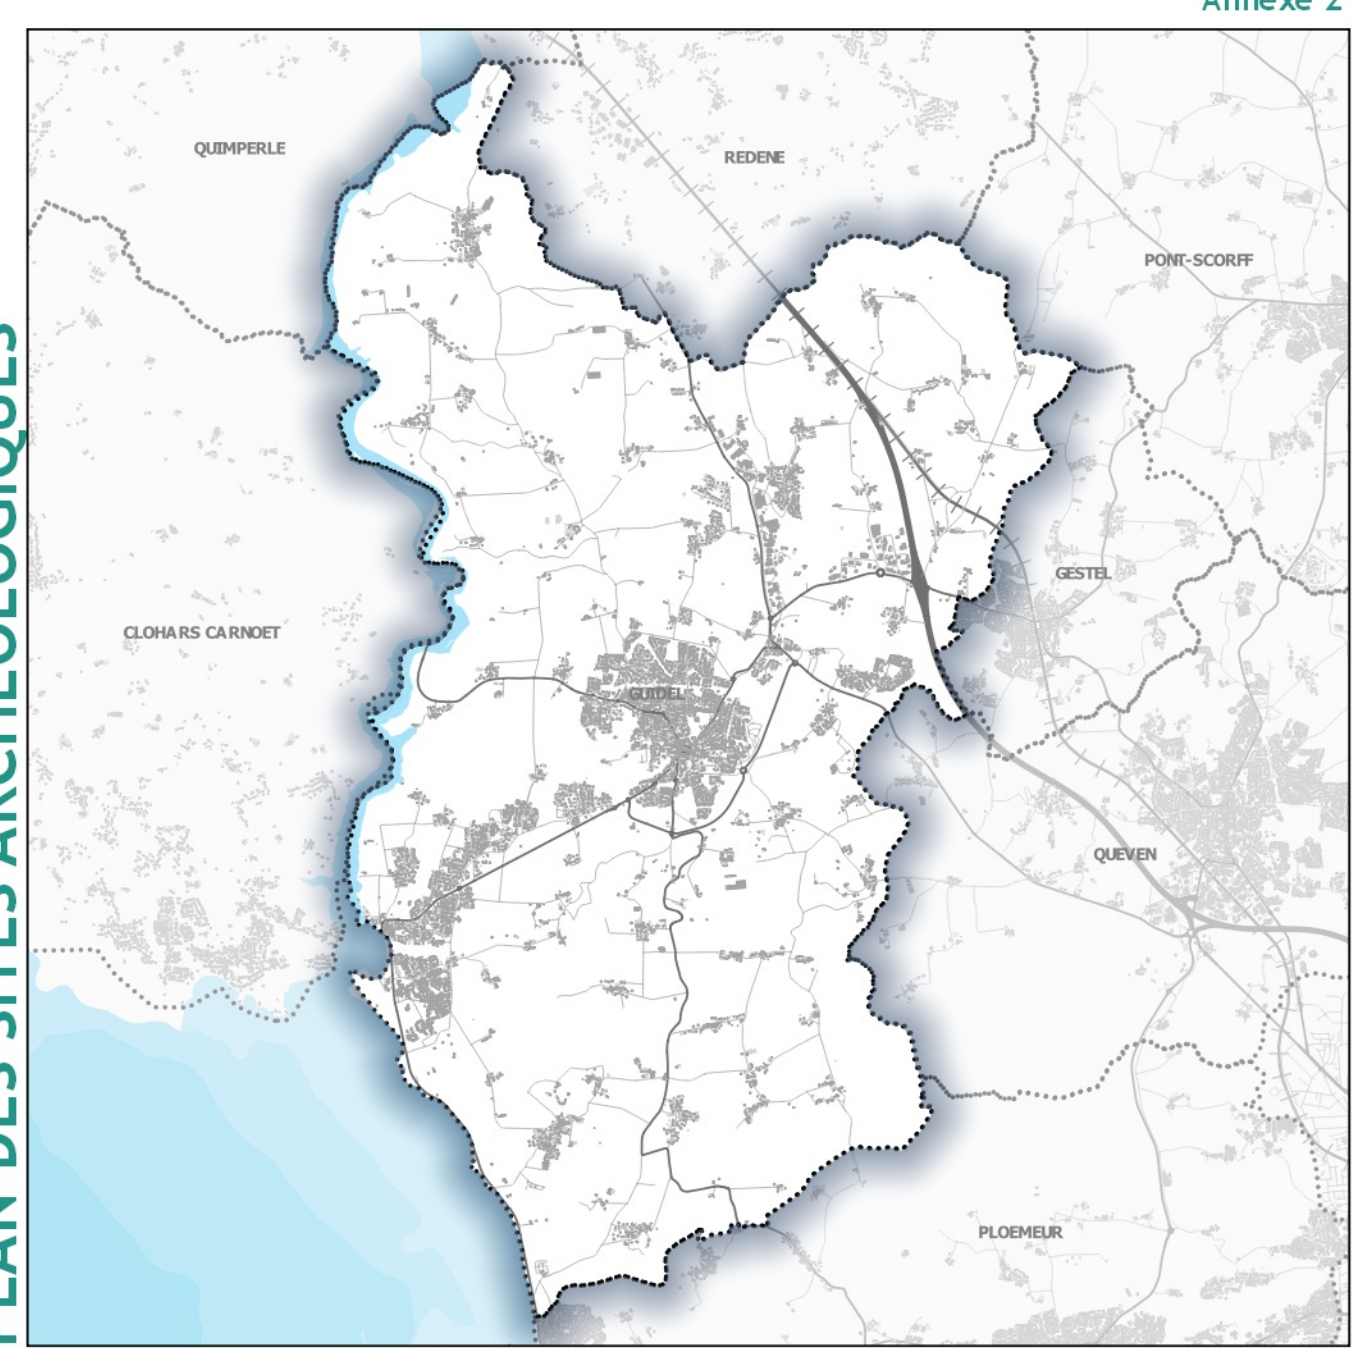 Annexe 2
PLAN DES SITES ARCHEOLOGIQUES
QUIMPERLE
REDENE
PONT-SCORFF
GESTEL
CLOHARS CARNOET
GUIDEL
QUEVEN
PLOEMEUR